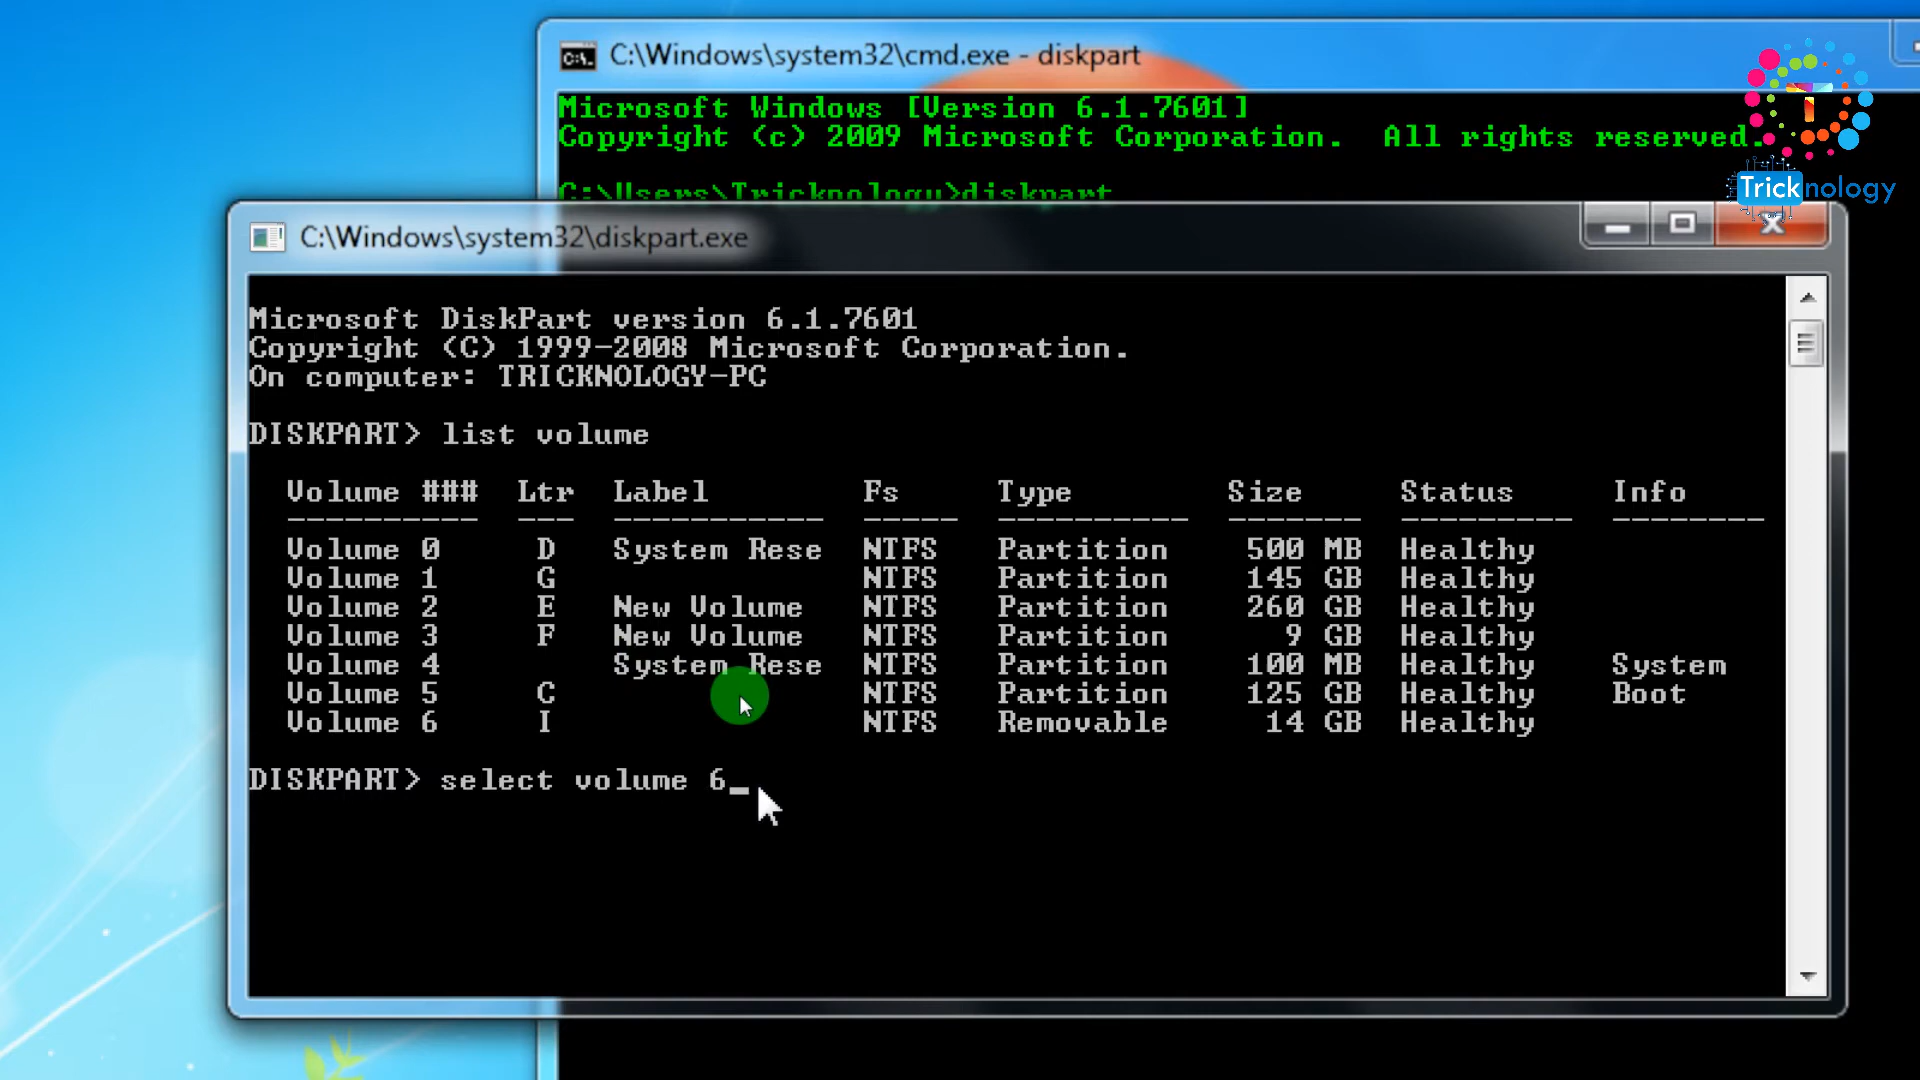 C:\Windows\system32\cmd.exe - diskpart
Microsoft Windows [Version 6.1.7601]
Copyright (c) 2009 Microsoft Corporation.  All rights reserved.
C:\Users\Tricknology>diskpart
Tricknology
C:\Windows\system32\diskpart.exe
Microsoft DiskPart version 6.1.7601
Copyright (C) 1999-2008 Microsoft Corporation.
On computer: TRICKNOLOGY-PC
DISKPART> list volume
Volume ###  Ltr  Label        Fs     Type        Size     Status     Info
----------  ---  -----------  -----  ----------  -------  ---------  --------
Volume 0     D   System Rese  NTFS   Partition    500 MB  Healthy
Volume 1     G                NTFS   Partition    145 GB  Healthy
Volume 2     E   New Volume   NTFS   Partition    260 GB  Healthy
Volume 3     F   New Volume   NTFS   Partition      9 GB  Healthy
Volume 4         System Rese  NTFS   Partition    100 MB  Healthy    System
Volume 5     C                NTFS   Partition    125 GB  Healthy    Boot
Volume 6     I                NTFS   Removable     14 GB  Healthy
DISKPART> select volume 6_